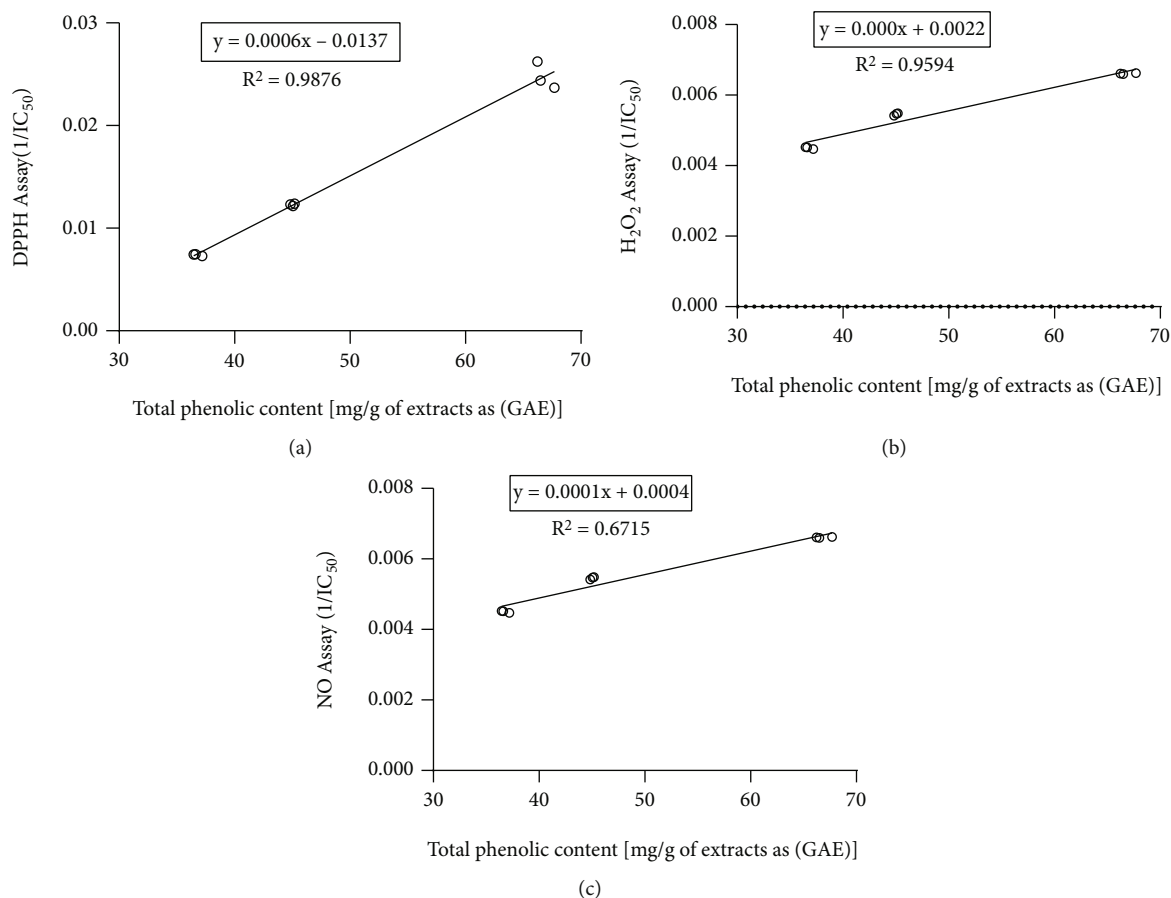 y = 0.0006x – 0.0137
R² = 0.9876
DPPH Assay(1/IC₅₀)
0.03
0.02
0.01
0.00
30 40 50 60 70
Total phenolic content [mg/g of extracts as (GAE)]
(a)
y = 0.000x + 0.0022
R² = 0.9594
H₂O₂ Assay (1/IC₅₀)
0.008
0.006
0.004
0.002
0.000
30 40 50 60 70
Total phenolic content [mg/g of extracts as (GAE)]
(b)
y = 0.0001x + 0.0004
R² = 0.6715
NO Assay (1/IC₅₀)
0.008
0.006
0.004
0.002
0.000
30 40 50 60 70
Total phenolic content [mg/g of extracts as (GAE)]
(c)